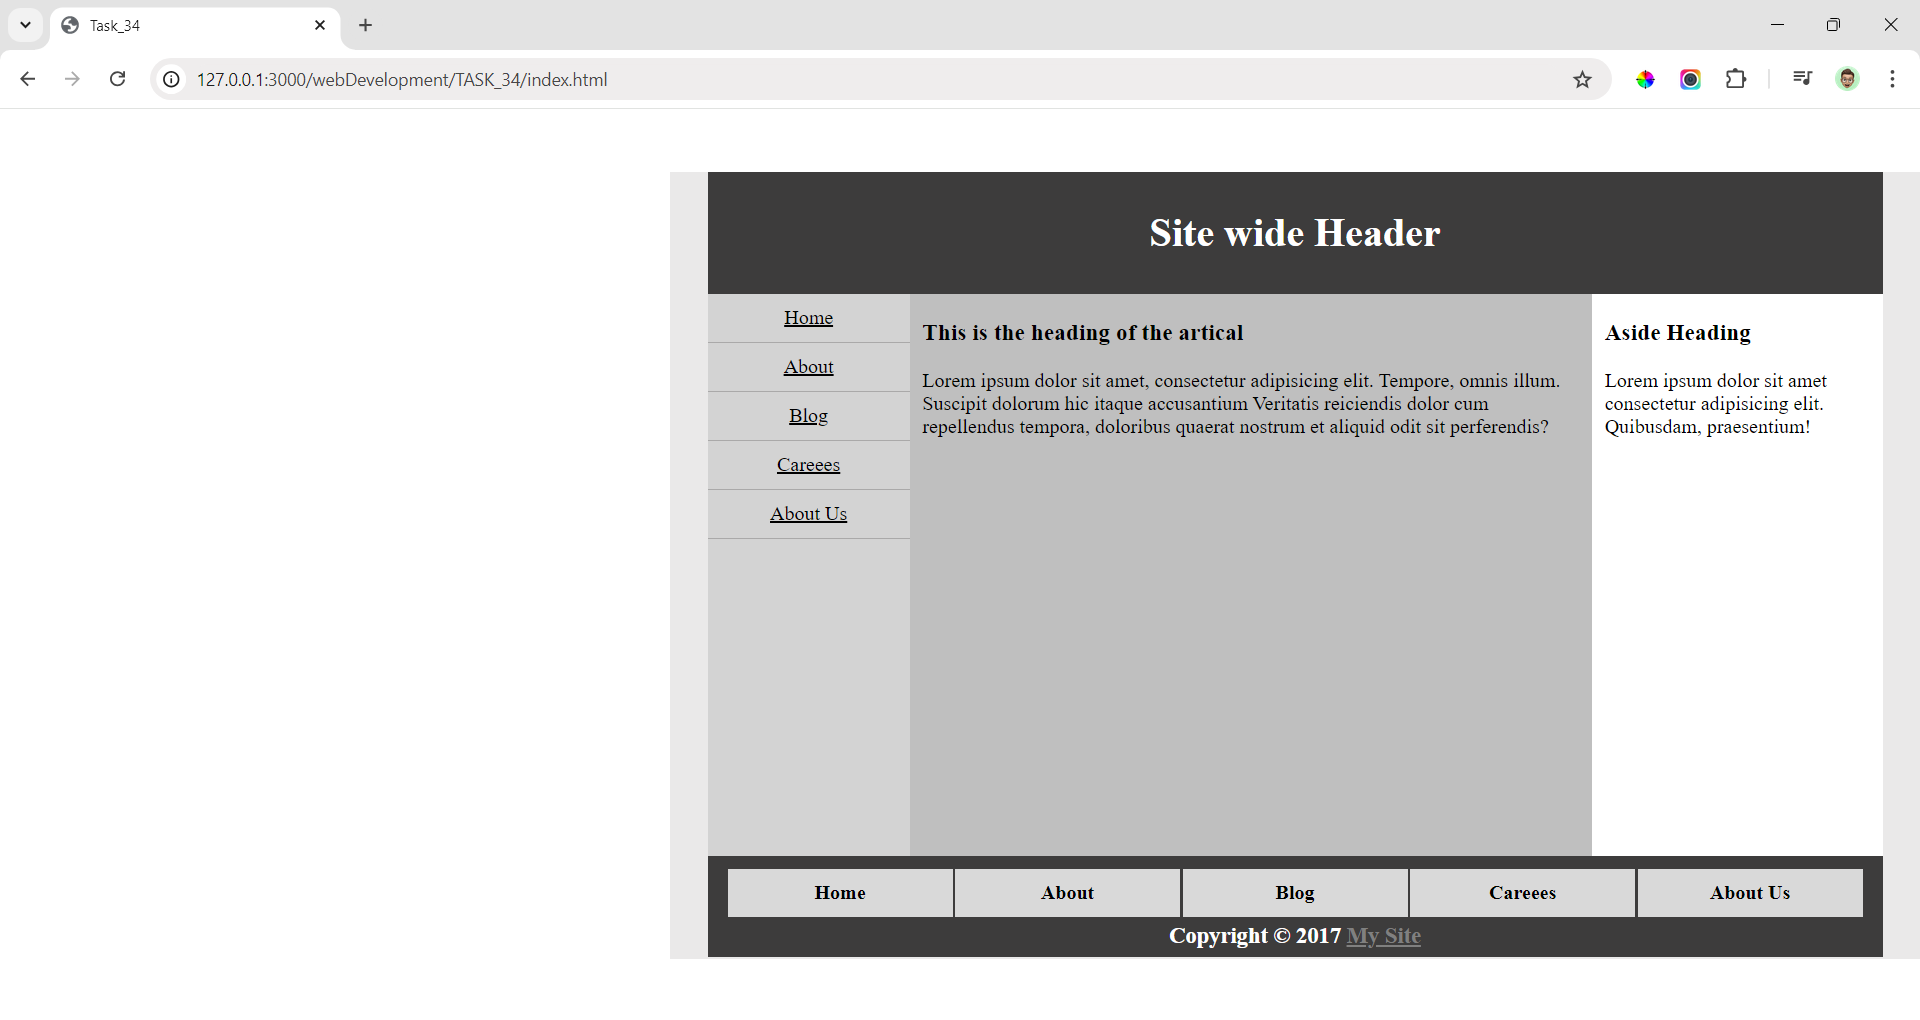 Task_34
127.0.0.1:3000/webDevelopment/TASK_34/index.html
Site wide Header
Home
About
Blog
Careees
About Us
This is the heading of the artical
Lorem ipsum dolor sit amet, consectetur adipisicing elit. Tempore, omnis illum.
Suscipit dolorum hic itaque accusantium Veritatis reiciendis dolor cum
repellendus tempora, doloribus quaerat nostrum et aliquid odit sit perferendis?
Aside Heading
Lorem ipsum dolor sit amet
consectetur adipisicing elit.
Quibusdam, praesentium!
Home About Blog Careees About Us
Copyright © 2017 My Site